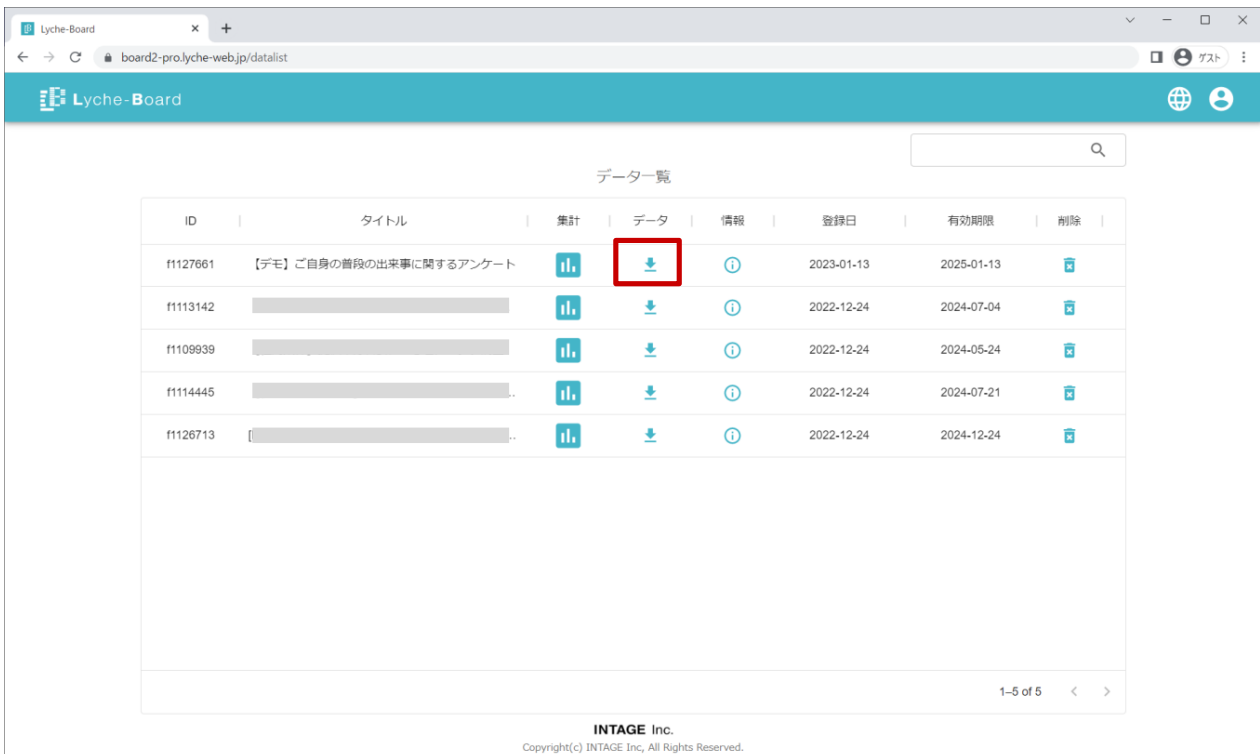 Lyche-Board
board2-pro.lyche-web.jp/datalist
ゲスト
Lyche-Board
データ一覧
ID タイトル 集計 データ 情報 登録日 有効期限 削除
f1127661 【デモ】ご自身の普段の出来事に関するアンケート 2023-01-13 2025-01-13
f1113142 2022-12-24 2024-07-04
f1109939 2022-12-24 2024-05-24
f1114445 .. 2022-12-24 2024-07-21
f1126713 [ .. 2022-12-24 2024-12-24
1–5 of 5
INTAGE Inc.
Copyright(c) INTAGE Inc, All Rights Reserved.